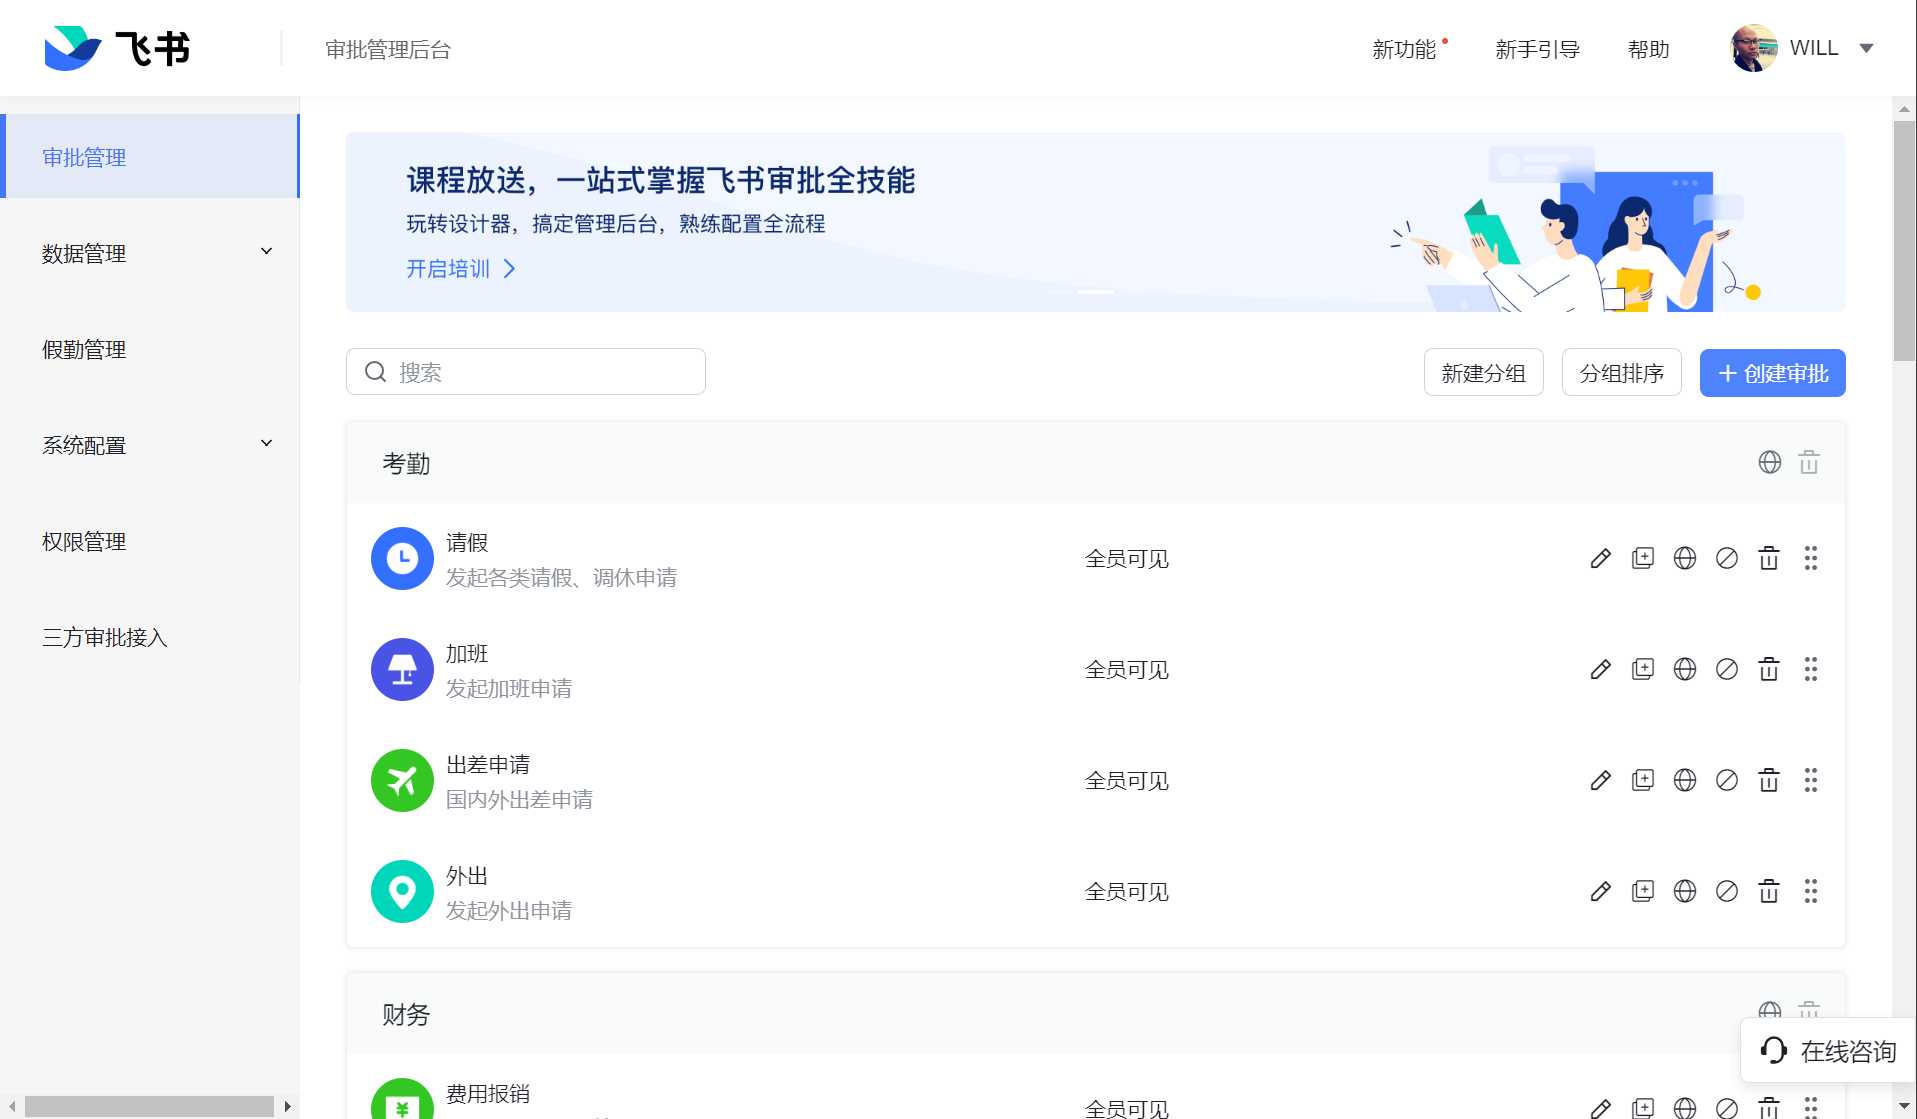 飞书
审批管理后台
新功能
新手引导
帮助
WILL
审批管理
数据管理
假勤管理
系统配置
权限管理
三方审批接入
课程放送，一站式掌握飞书审批全技能
玩转设计器，搞定管理后台，熟练配置全流程
开启培训
搜索
新建分组
分组排序
创建审批
考勤
请假
发起各类请假、调休申请
全员可见
加班
发起加班申请
全员可见
出差申请
国内外出差申请
全员可见
外出
发起外出申请
全员可见
财务
费用报销
全员可见
在线咨询